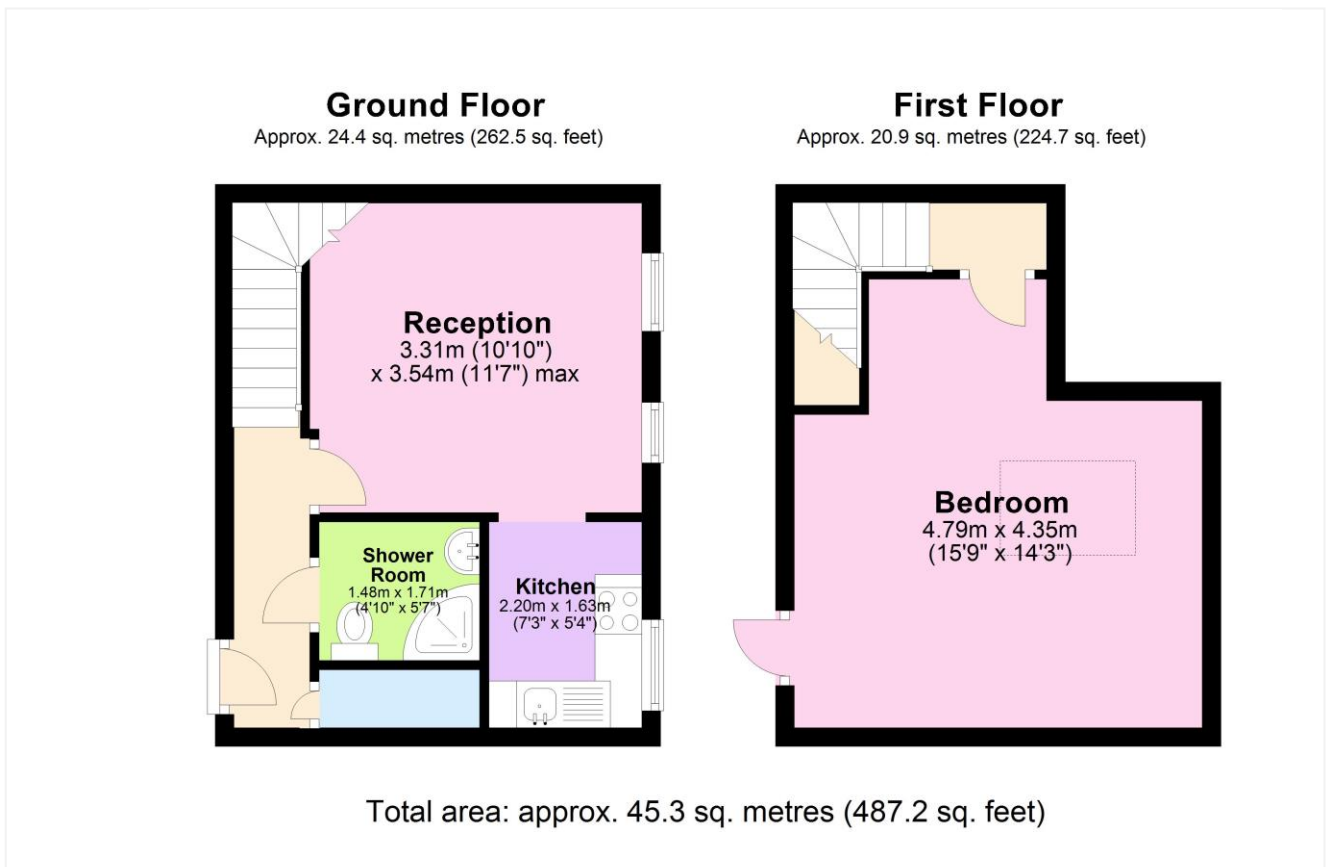 Ground Floor
Approx. 24.4 sq. metres (262.5 sq. feet)
Reception
3.31m (10'10")
x 3.54m (11'7") max
Shower
Room
1.48m x 1.71m
(4'10" x 5'7")
Kitchen
2.20m x 1.63m
(7'3" x 5'4")
First Floor
Approx. 20.9 sq. metres (224.7 sq. feet)
Bedroom
4.79m x 4.35m
(15'9" x 14'3")
Total area: approx. 45.3 sq. metres (487.2 sq. feet)